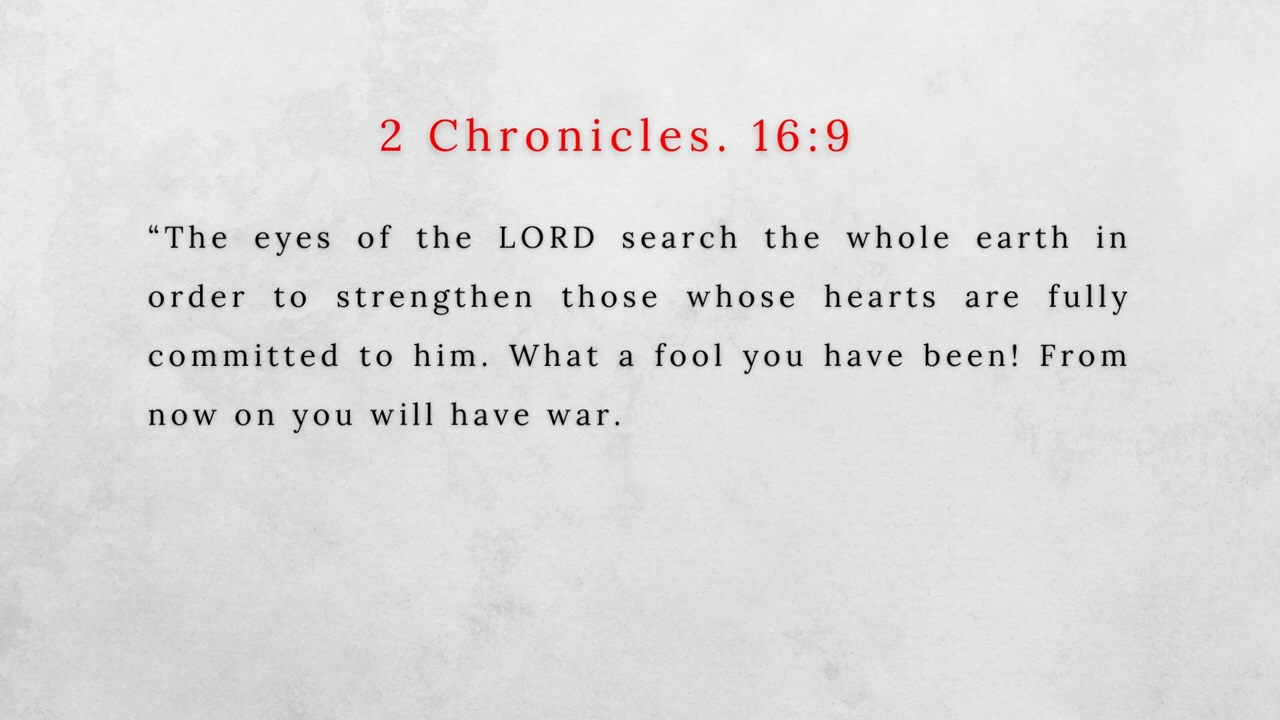 2 Chronicles. 16:9
“The eyes of the LORD search the whole earth in
order to strengthen those whose hearts are fully
committed to him. What a fool you have been! From
now on you will have war.